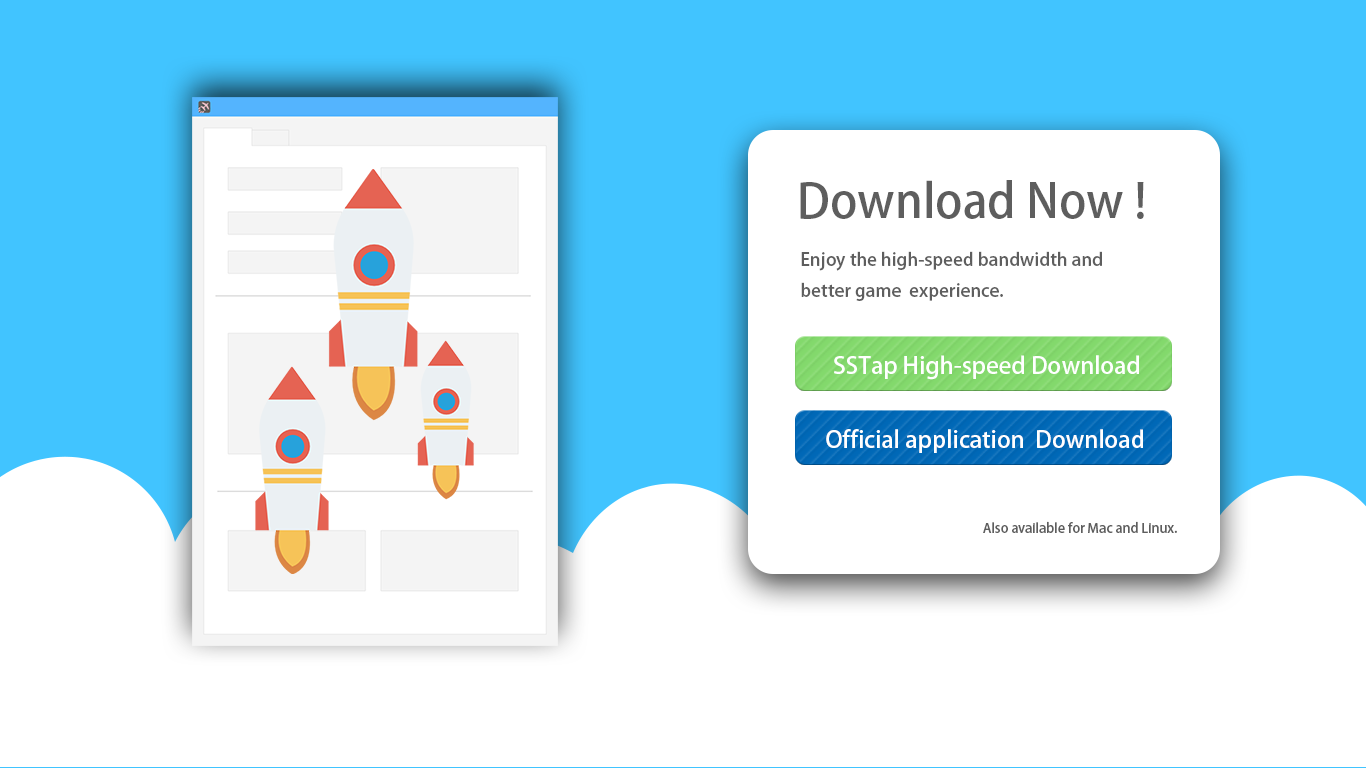 Download Now !
Enjoy the high-speed bandwidth and
better game experience.
SSTap High-speed Download
Official application Download
Also available for Mac and Linux.